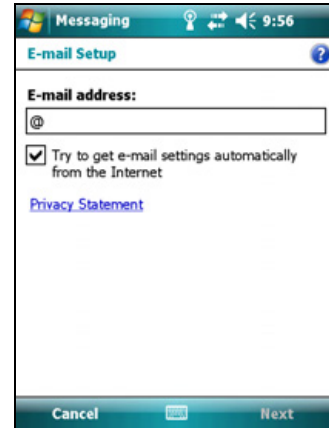 Messaging 9:56
E-mail Setup ?
E-mail address:
@
Try to get e-mail settings automatically
from the Internet
Privacy Statement
Cancel Next